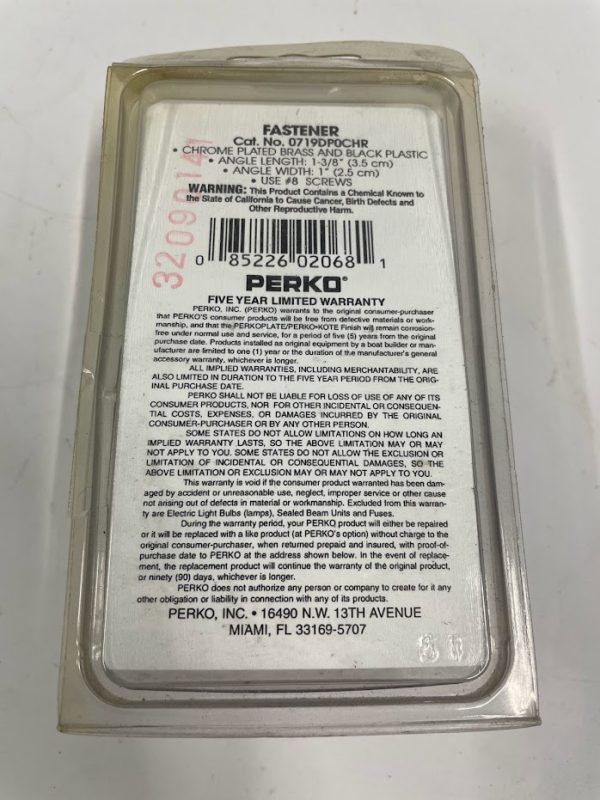 FASTENER
Cat. No. 0719DP0CHR
• CHROME PLATED BRASS AND BLACK PLASTIC
• ANGLE LENGTH: 1-3/8" (3.5 cm)
• ANGLE WIDTH: 1" (2.5 cm)
• USE #8 SCREWS
WARNING: This Product Contains a Chemical Known to
the State of California to Cause Cancer, Birth Defects and
Other Reproductive Harm.
0 85226 02068 1
PERKO®
FIVE YEAR LIMITED WARRANTY
PERKO, INC. (PERKO) warrants to the original consumer-purchaser
that PERKO'S consumer products will be free from defective materials or work-
manship, and that the PERKOPLATE/PERKO-KOTE Finish will remain corrosion-
free under normal use and service, for a period of five (5) years from the original
purchase date. Products installed as original equipment by a boat builder or man-
ufacturer are limited to one (1) year or the duration of the manufacturer's general
accessory warranty, whichever is longer.
ALL IMPLIED WARRANTIES, INCLUDING MERCHANTABILITY, ARE
ALSO LIMITED IN DURATION TO THE FIVE YEAR PERIOD FROM THE ORIG-
INAL PURCHASE DATE.
PERKO SHALL NOT BE LIABLE FOR LOSS OF USE OF ANY OF ITS
CONSUMER PRODUCTS, NOR FOR OTHER INCIDENTAL OR CONSEQUEN-
TIAL COSTS, EXPENSES, OR DAMAGES INCURRED BY THE ORIGINAL
CONSUMER-PURCHASER OR BY ANY OTHER PERSON.
SOME STATES DO NOT ALLOW LIMITATIONS ON HOW LONG AN
IMPLIED WARRANTY LASTS, SO THE ABOVE LIMITATION MAY OR MAY
NOT APPLY TO YOU. SOME STATES DO NOT ALLOW THE EXCLUSION OR
LIMITATION OF INCIDENTAL OR CONSEQUENTIAL DAMAGES, SO THE
ABOVE LIMITATION OR EXCLUSION MAY OR MAY NOT APPLY TO YOU.
This warranty is void if the consumer product warranted has been dam-
aged by accident or unreasonable use, neglect, improper service or other cause
not arising out of defects in material or workmanship. Excluded from this warran-
ty are Electric Light Bulbs (lamps), Sealed Beam Units and Fuses.
During the warranty period, your PERKO product will either be repaired
or it will be replaced with a like product (at PERKO's option) without charge to the
original consumer-purchaser, when returned prepaid and insured, with proof-of-
purchase date to PERKO at the address shown below. In the event of replace-
ment, the replacement product will continue the warranty of the original product,
or ninety (90) days, whichever is longer.
PERKO does not authorize any person or company to create for it any
other obligation or liability in connection with any of its products.
PERKO, INC. • 16490 N.W. 13TH AVENUE
MIAMI, FL 33169-5707